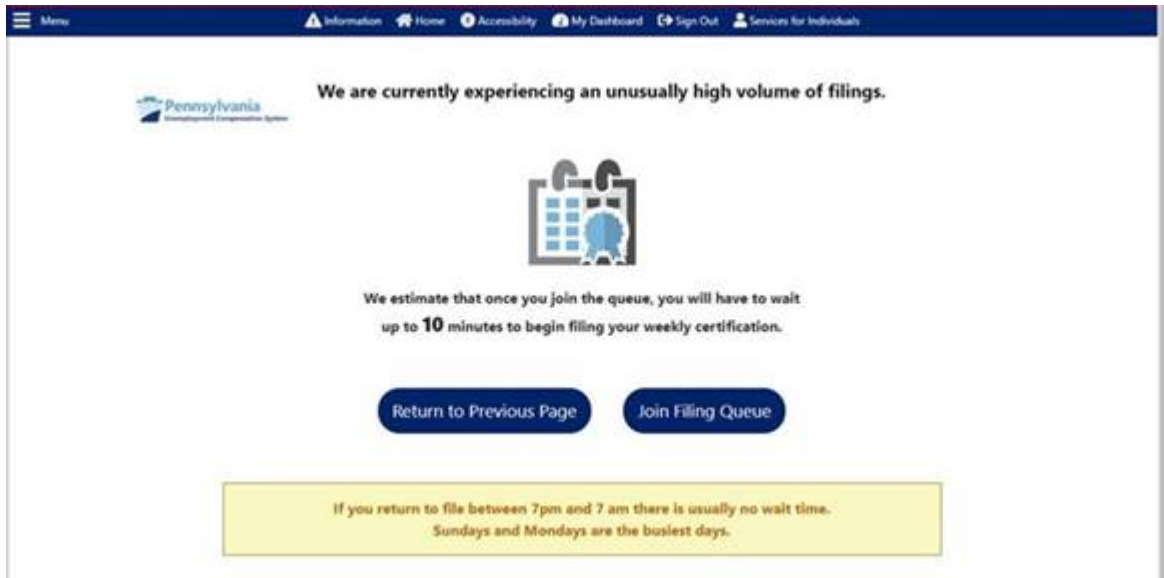 Menu
Information Home Accessibility My Dashboard Sign Out Services for Individuals
We are currently experiencing an unusually high volume of filings.
Pennsylvania
Unemployment Compensation System
We estimate that once you join the queue, you will have to wait
up to 10 minutes to begin filing your weekly certification.
Return to Previous Page
Join Filing Queue
If you return to file between 7pm and 7 am there is usually no wait time.
Sundays and Mondays are the busiest days.